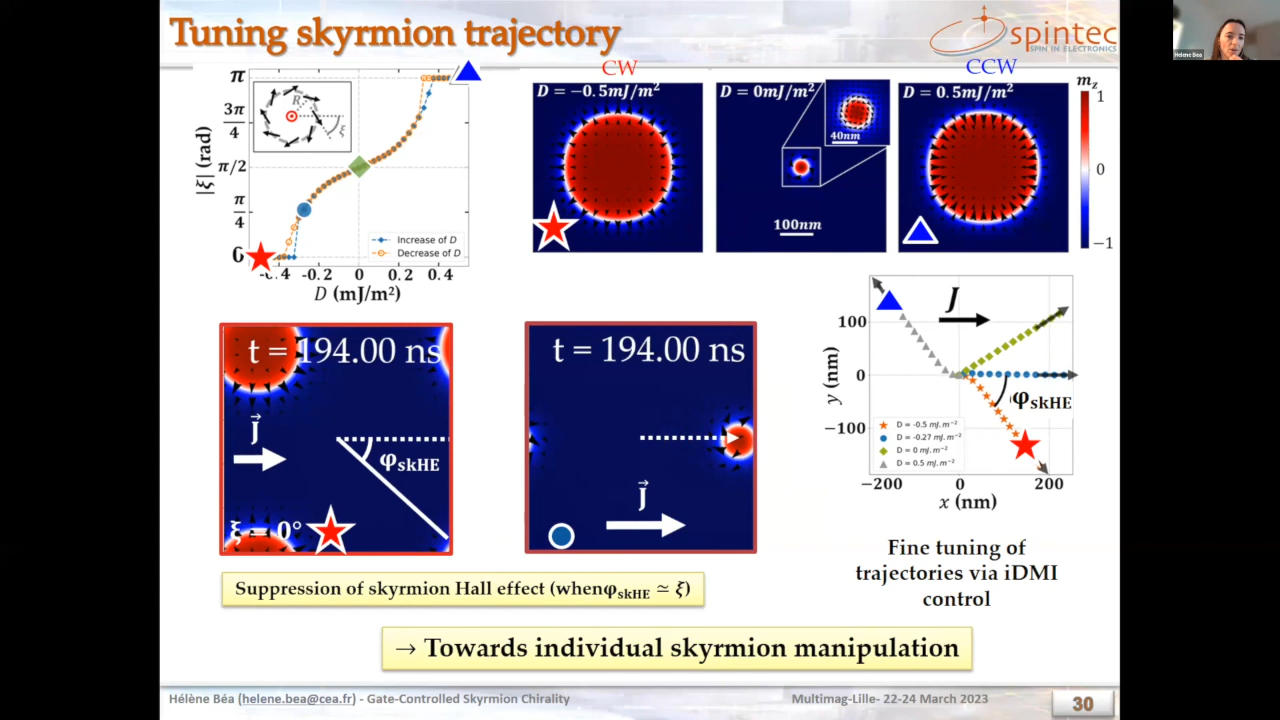 Tuning skyrmion trajectory
spintec
SPIN IN ELECTRONICS
Hélène Béa
π
3π/4
π/2
π/4
|ξ| (rad)
R
ξ
Increase of D
Decrease of D
-0.2 0 0.2 0.4
D (mJ/m²)
CW
CCW
D = −0.5mJ/m²
D = 0mJ/m²
D = 0.5mJ/m²
40nm
100nm
m_z
1
0
−1
t = 194.00 ns
J⃗
φskHE
ξ = 0°
t = 194.00 ns
J⃗
J
φskHE
100
0
−100
y (nm)
D = -0.5 mJ.m⁻²
D = -0.27 mJ.m⁻²
D = 0 mJ.m⁻²
D = 0.5 mJ.m⁻²
−200 0 200
x (nm)
Fine tuning of
trajectories via iDMI
control
Suppression of skyrmion Hall effect (whenφskHE ≃ ξ)
→ Towards individual skyrmion manipulation
Hélène Béa (helene.bea@cea.fr) - Gate-Controlled Skyrmion Chirality
Multimag-Lille- 22-24 March 2023
30